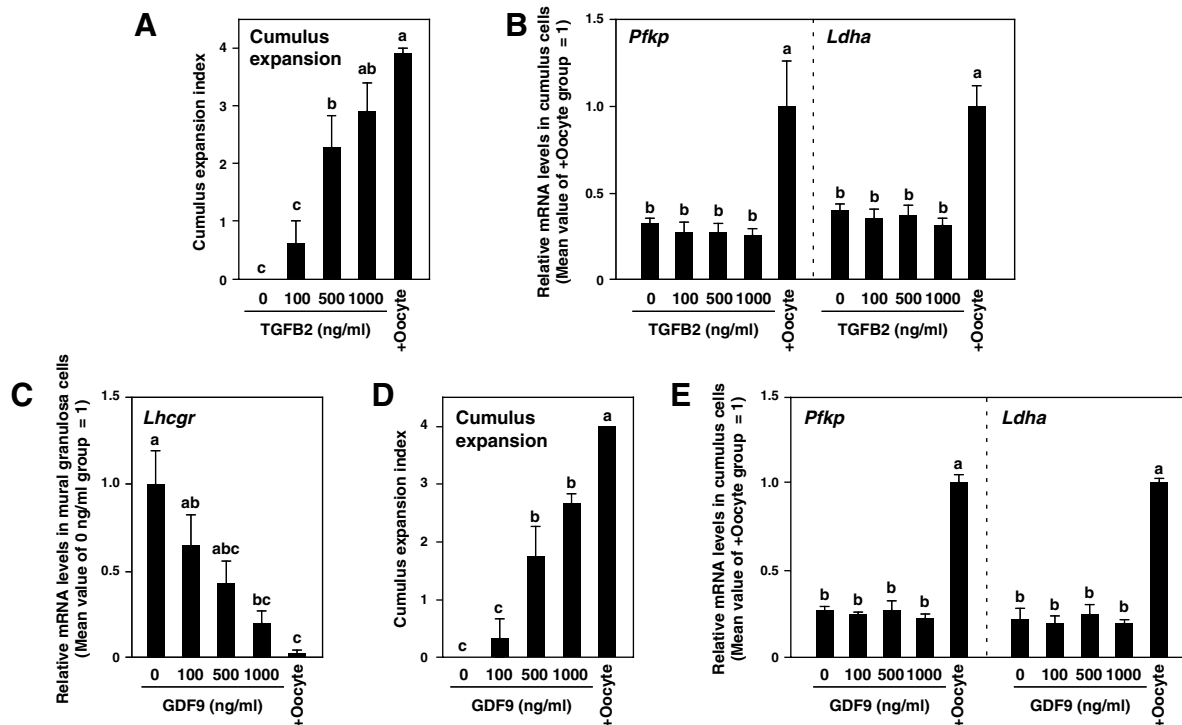 A
Cumulus expansion index
4
3
2
1
0
Cumulus
expansion
c
c
b
ab
a
0 100 500 1000 +Oocyte
TGFB2 (ng/ml)
B
Relative mRNA levels in cumulus cells
(Mean value of +Oocyte group = 1)
1.5
1.0
0.5
0
Pfkp
b b b b a
0 100 500 1000 +Oocyte
TGFB2 (ng/ml)
Ldha
b b b b a
0 100 500 1000 +Oocyte
TGFB2 (ng/ml)
C
Relative mRNA levels in mural granulosa cells
(Mean value of 0 ng/ml group = 1)
1.5
1.0
0.5
0
Lhcgr
a
ab
abc
bc
c
0 100 500 1000 +Oocyte
GDF9 (ng/ml)
D
Cumulus expansion index
4
3
2
1
0
Cumulus
expansion
c
c
b
b
a
0 100 500 1000 +Oocyte
GDF9 (ng/ml)
E
Relative mRNA levels in cumulus cells
(Mean value of +Oocyte group = 1)
1.5
1.0
0.5
0
Pfkp
b b b b a
0 100 500 1000 +Oocyte
GDF9 (ng/ml)
Ldha
b b b b a
0 100 500 1000 +Oocyte
GDF9 (ng/ml)